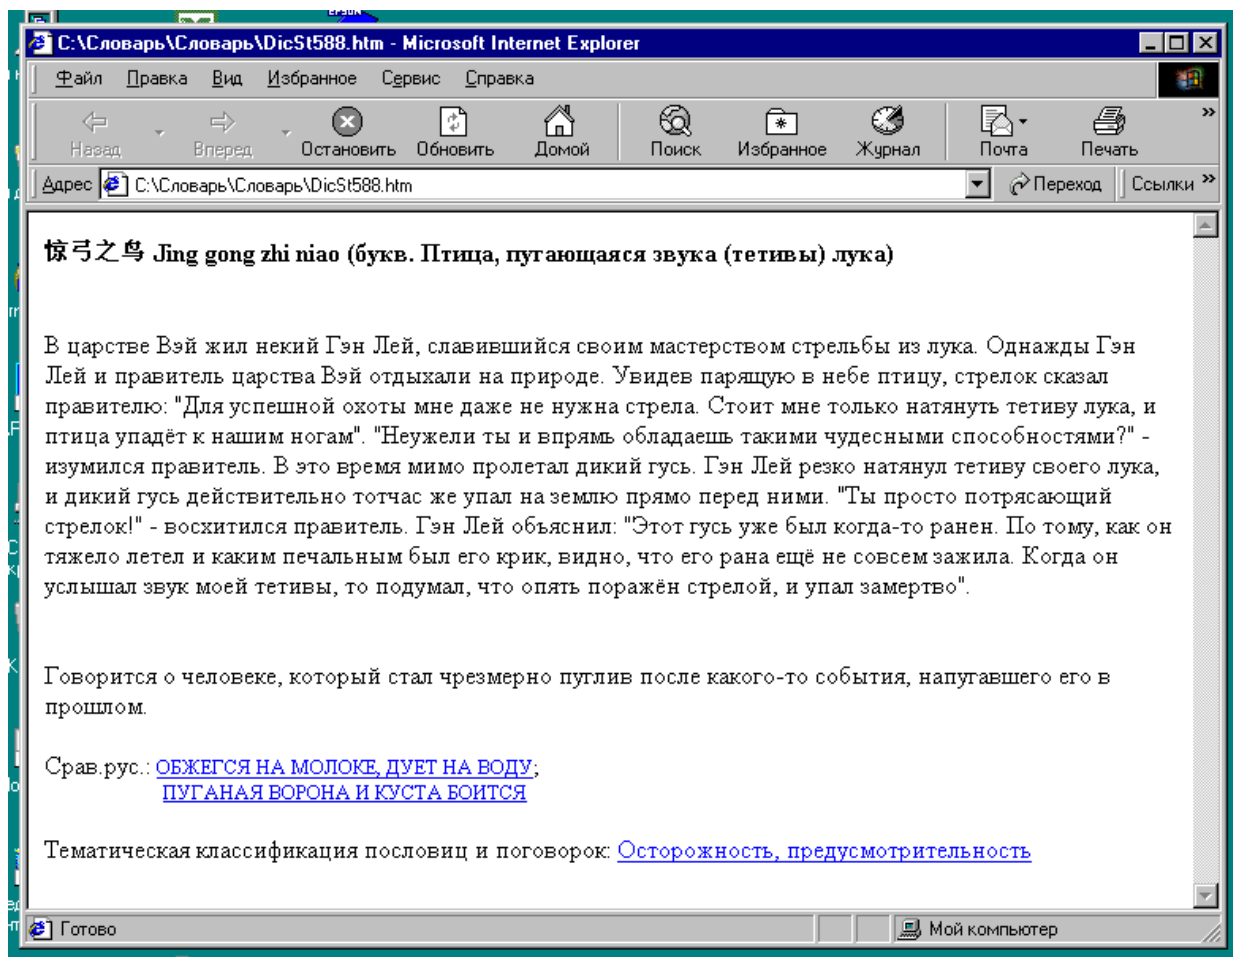 EPSON
C:\Словарь\Словарь\DicSt588.htm - Microsoft Internet Explorer
Файл Правка Вид Избранное Сервис Справка
Назад Вперед Остановить Обновить Домой Поиск Избранное Журнал Почта Печать »
Адрес C:\Словарь\Словарь\DicSt588.htm Переход Ссылки »
惊弓之鸟 Jing gong zhi niao (букв. Птица, пугающаяся звука (тетивы) лука)
В царстве Вэй жил некий Гэн Лей, славившийся своим мастерством стрельбы из лука. Однажды Гэн
Лей и правитель царства Вэй отдыхали на природе. Увидев парящую в небе птицу, стрелок сказал
правителю: "Для успешной охоты мне даже не нужна стрела. Стоит мне только натянуть тетиву лука, и
птица упадёт к нашим ногам". "Неужели ты и впрямь обладаешь такими чудесными способностями?" -
изумился правитель. В это время мимо пролетал дикий гусь. Гэн Лей резко натянул тетиву своего лука,
и дикий гусь действительно тотчас же упал на землю прямо перед ними. "Ты просто потрясающий
стрелок!" - восхитился правитель. Гэн Лей объяснил: "Этот гусь уже был когда-то ранен. По тому, как он
тяжело летел и каким печальным был его крик, видно, что его рана ещё не совсем зажила. Когда он
услышал звук моей тетивы, то подумал, что опять поражён стрелой, и упал замертво".
Говорится о человеке, который стал чрезмерно пуглив после какого-то события, напугавшего его в
прошлом.
Срав.рус.: ОБЖЕГСЯ НА МОЛОКЕ, ДУЕТ НА ВОДУ;
ПУГАНАЯ ВОРОНА И КУСТА БОИТСЯ
Тематическая классификация пословиц и поговорок: Осторожность, предусмотрительность
Готово Мой компьютер